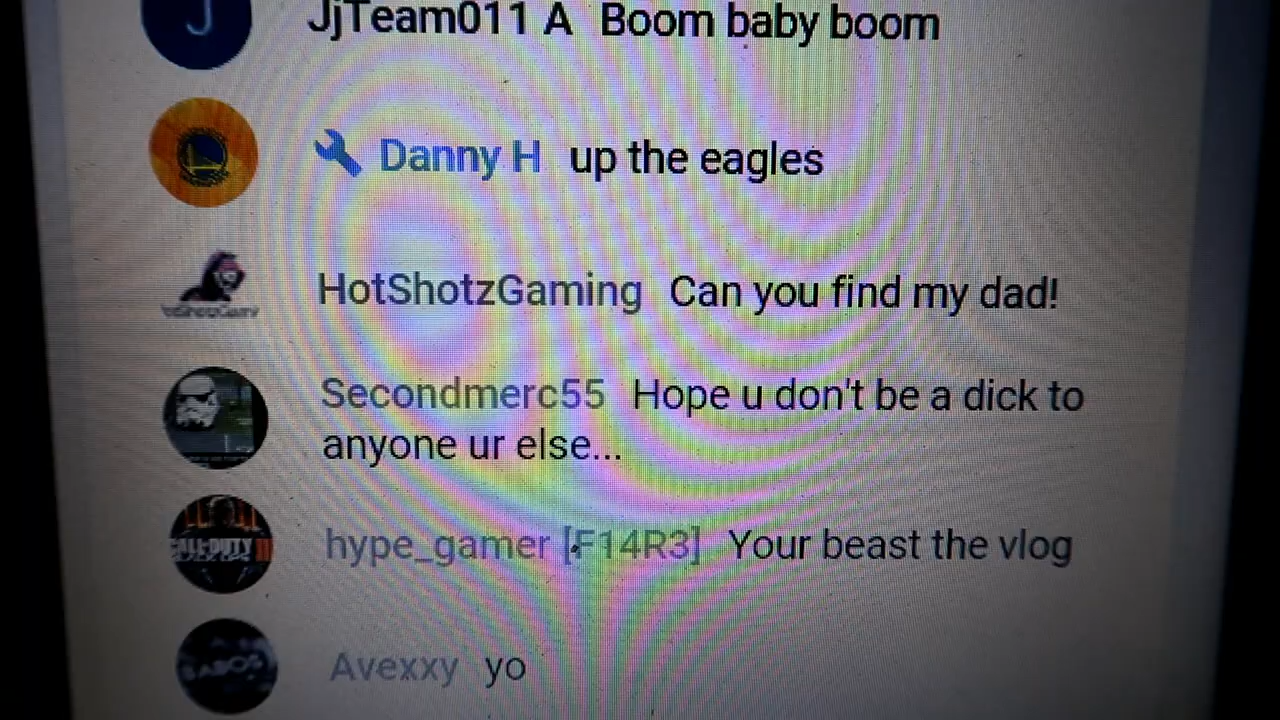 J
JjTeam011 A Boom baby boom
Danny H up the eagles
HotShotzGaming Can you find my dad!
Secondmerc55 Hope u don't be a dick to
anyone ur else...
hype_gamer [F14R3] Your beast the vlog
Avexxy yo